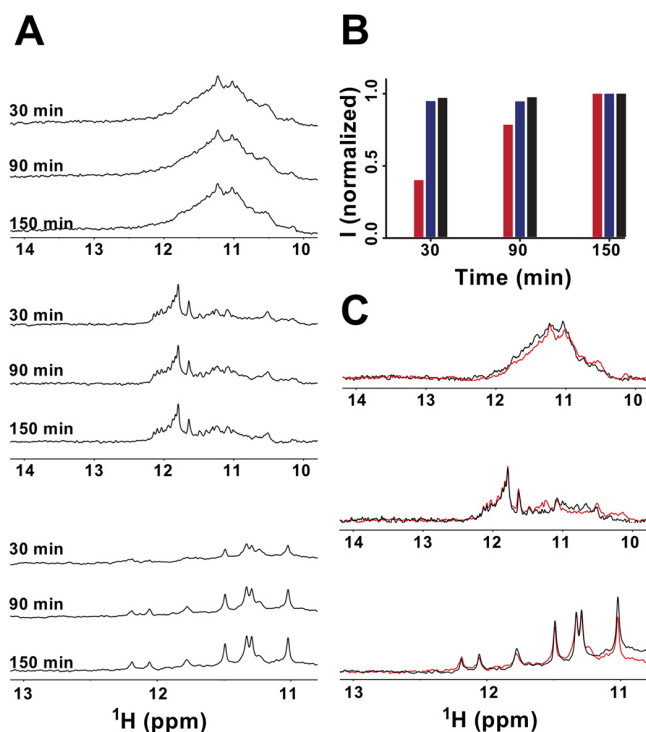 A
30 min
90 min
150 min
14 13 12 11 10
30 min
90 min
150 min
14 13 12 11 10
30 min
90 min
150 min
13 12 11
¹H (ppm)
B
I (normalized)
1.0
0.5
0.0
30 90 150
Time (min)
C
14 13 12 11 10
14 13 12 11 10
13 12 11
¹H (ppm)